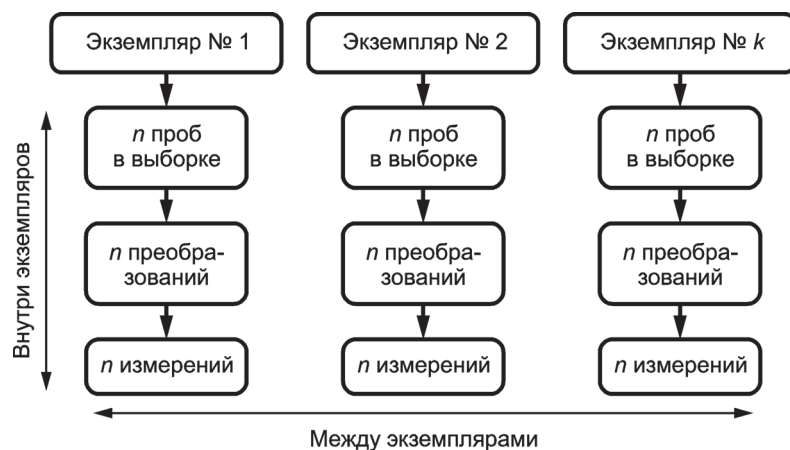 Экземпляр № 1
Экземпляр № 2
Экземпляр № k
n проб
в выборке
n проб
в выборке
n проб
в выборке
n преобра-
зований
n преобра-
зований
n преобра-
зований
n измерений
n измерений
n измерений
Внутри экземпляров
Между экземплярами